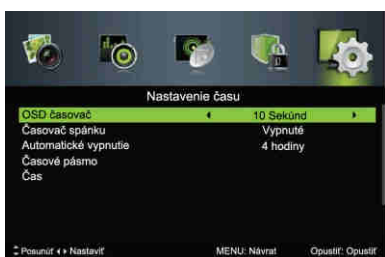 Nastavenie času
OSD časovač 10 Sekúnd
Časovač spánku Vypnuté
Automatické vypnutie 4 hodiny
Časové pásmo
Čas
Posunúť Nastaviť MENU: Návrat Opustiť: Opustiť